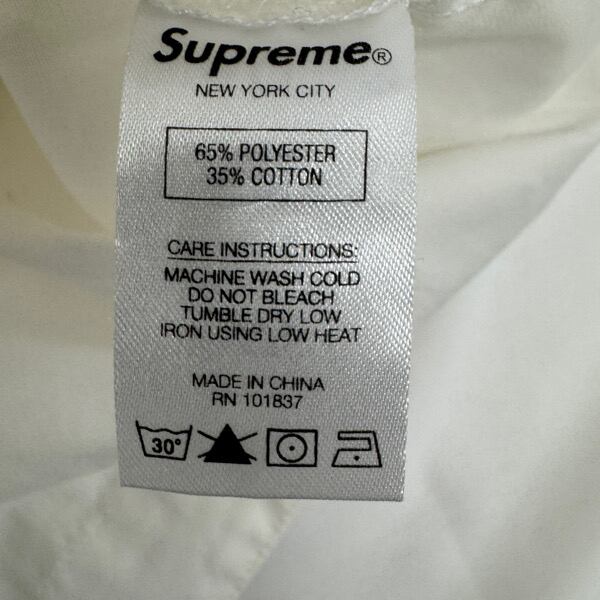 Supreme®
NEW YORK CITY
65% POLYESTER
35% COTTON
CARE INSTRUCTIONS:
MACHINE WASH COLD
DO NOT BLEACH
TUMBLE DRY LOW
IRON USING LOW HEAT
MADE IN CHINA
RN 101837
30°